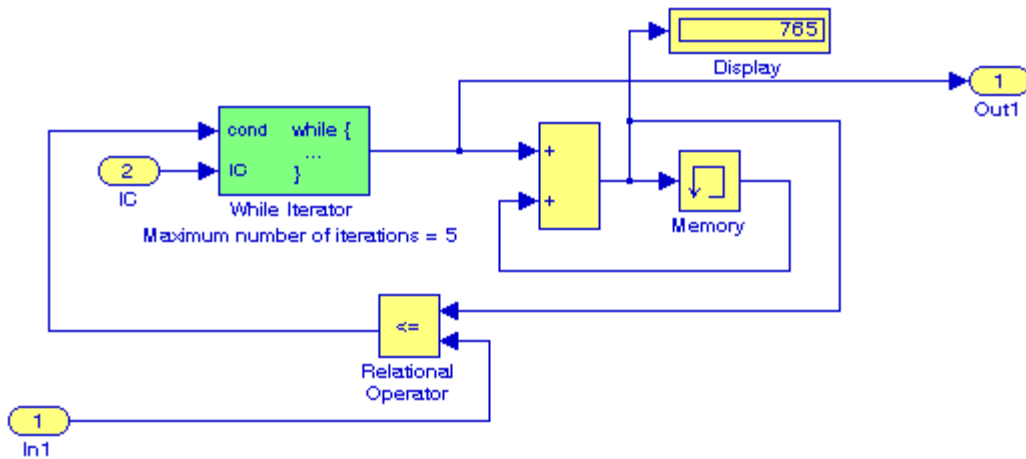 765
Display
1
Out1
cond while {
...
IC }
2
IC
While Iterator
Maximum number of iterations = 5
+
+
Memory
<=
Relational
Operator
1
In1